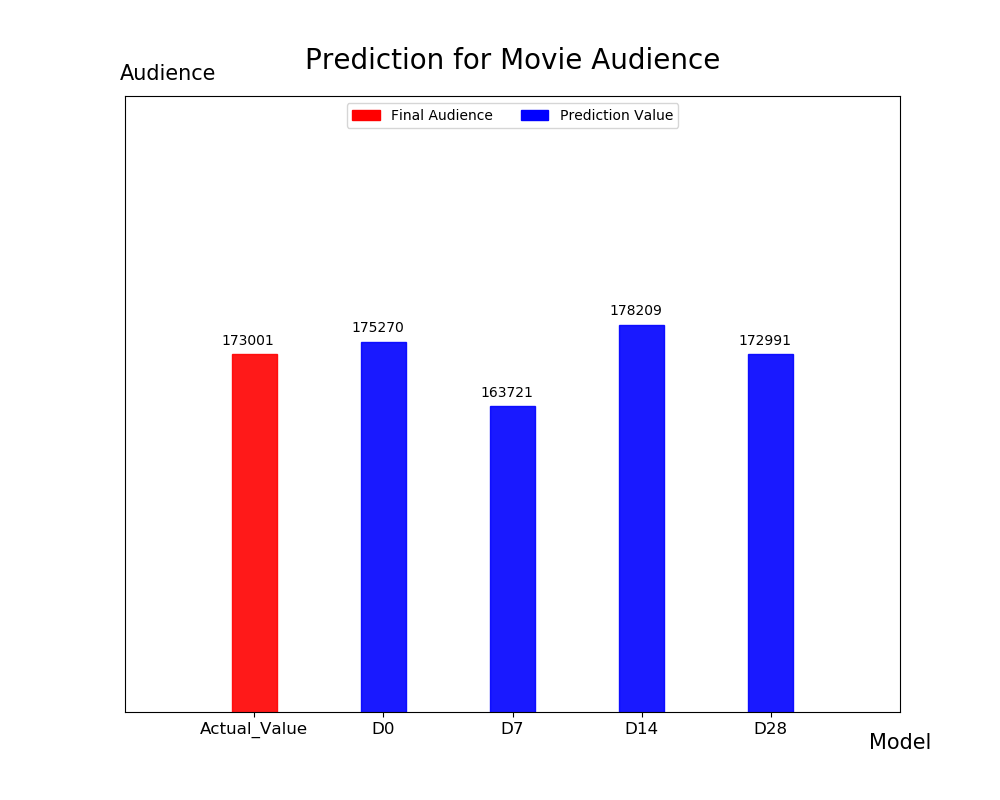 Prediction for Movie Audience
Audience
Final Audience Prediction Value
178209
175270
173001 172991
163721
Actual_Value D0 D7 D14 D28
Model